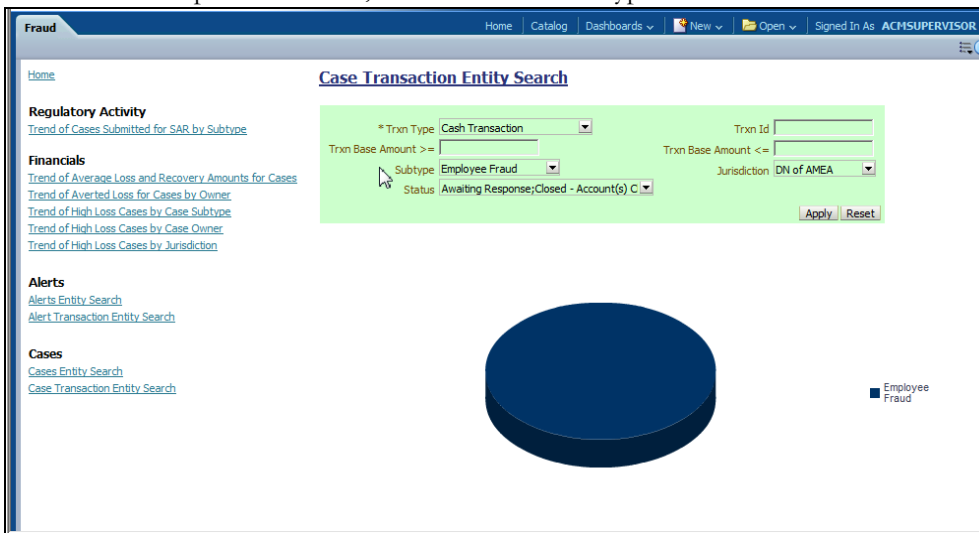 Fraud
Home Catalog Dashboards New Open Signed In As ACMSUPERVISOR
Home
Regulatory Activity
Trend of Cases Submitted for SAR by Subtype
Financials
Trend of Average Loss and Recovery Amounts for Cases
Trend of Averted Loss for Cases by Owner
Trend of High Loss Cases by Case Subtype
Trend of High Loss Cases by Case Owner
Trend of High Loss Cases by Jurisdiction
Alerts
Alerts Entity Search
Alert Transaction Entity Search
Cases
Cases Entity Search
Case Transaction Entity Search
Case Transaction Entity Search
* Trxn Type Cash Transaction Trxn Id
Trxn Base Amount >= Trxn Base Amount <=
Subtype Employee Fraud Jurisdiction DN of AMEA
Status Awaiting Response;Closed - Account(s) C
Apply Reset
Employee
Fraud